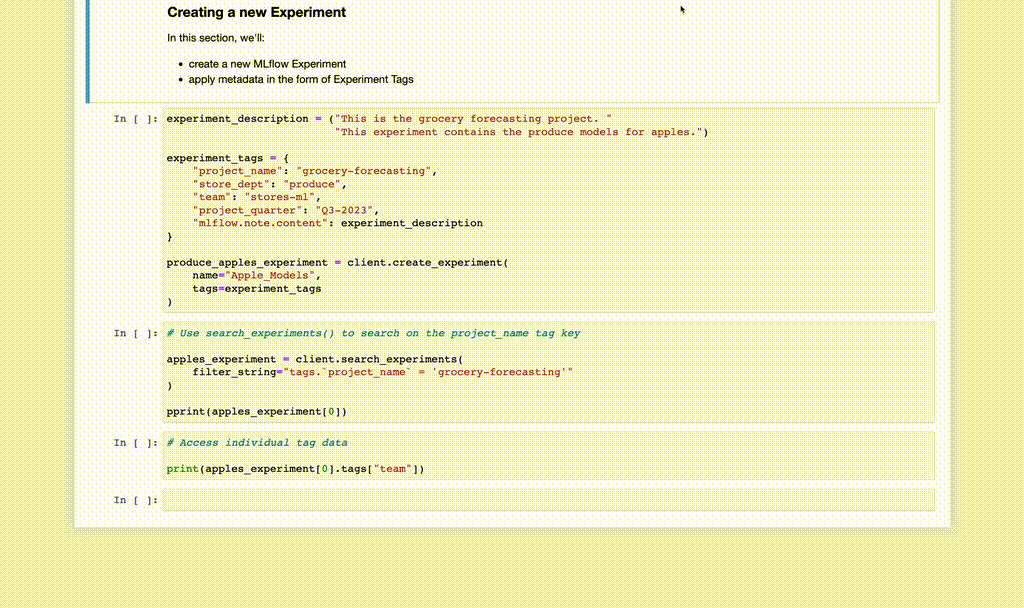 Creating a new Experiment
In this section, we'll:
• create a new MLflow Experiment
• apply metadata in the form of Experiment Tags
In [ ]: experiment_description = ("This is the grocery forecasting project. "
                          "This experiment contains the produce models for apples.")
experiment_tags = {
    "project_name": "grocery-forecasting",
    "store_dept": "produce",
    "team": "stores-ml",
    "project_quarter": "Q3-2023",
    "mlflow.note.content": experiment_description
}
produce_apples_experiment = client.create_experiment(
    name="Apple_Models",
    tags=experiment_tags
)
In [ ]: # Use search_experiments() to search on the project_name tag key
apples_experiment = client.search_experiments(
    filter_string="tags.`project_name` = 'grocery-forecasting'"
)
pprint(apples_experiment[0])
In [ ]: # Access individual tag data
print(apples_experiment[0].tags["team"])
In [ ]: